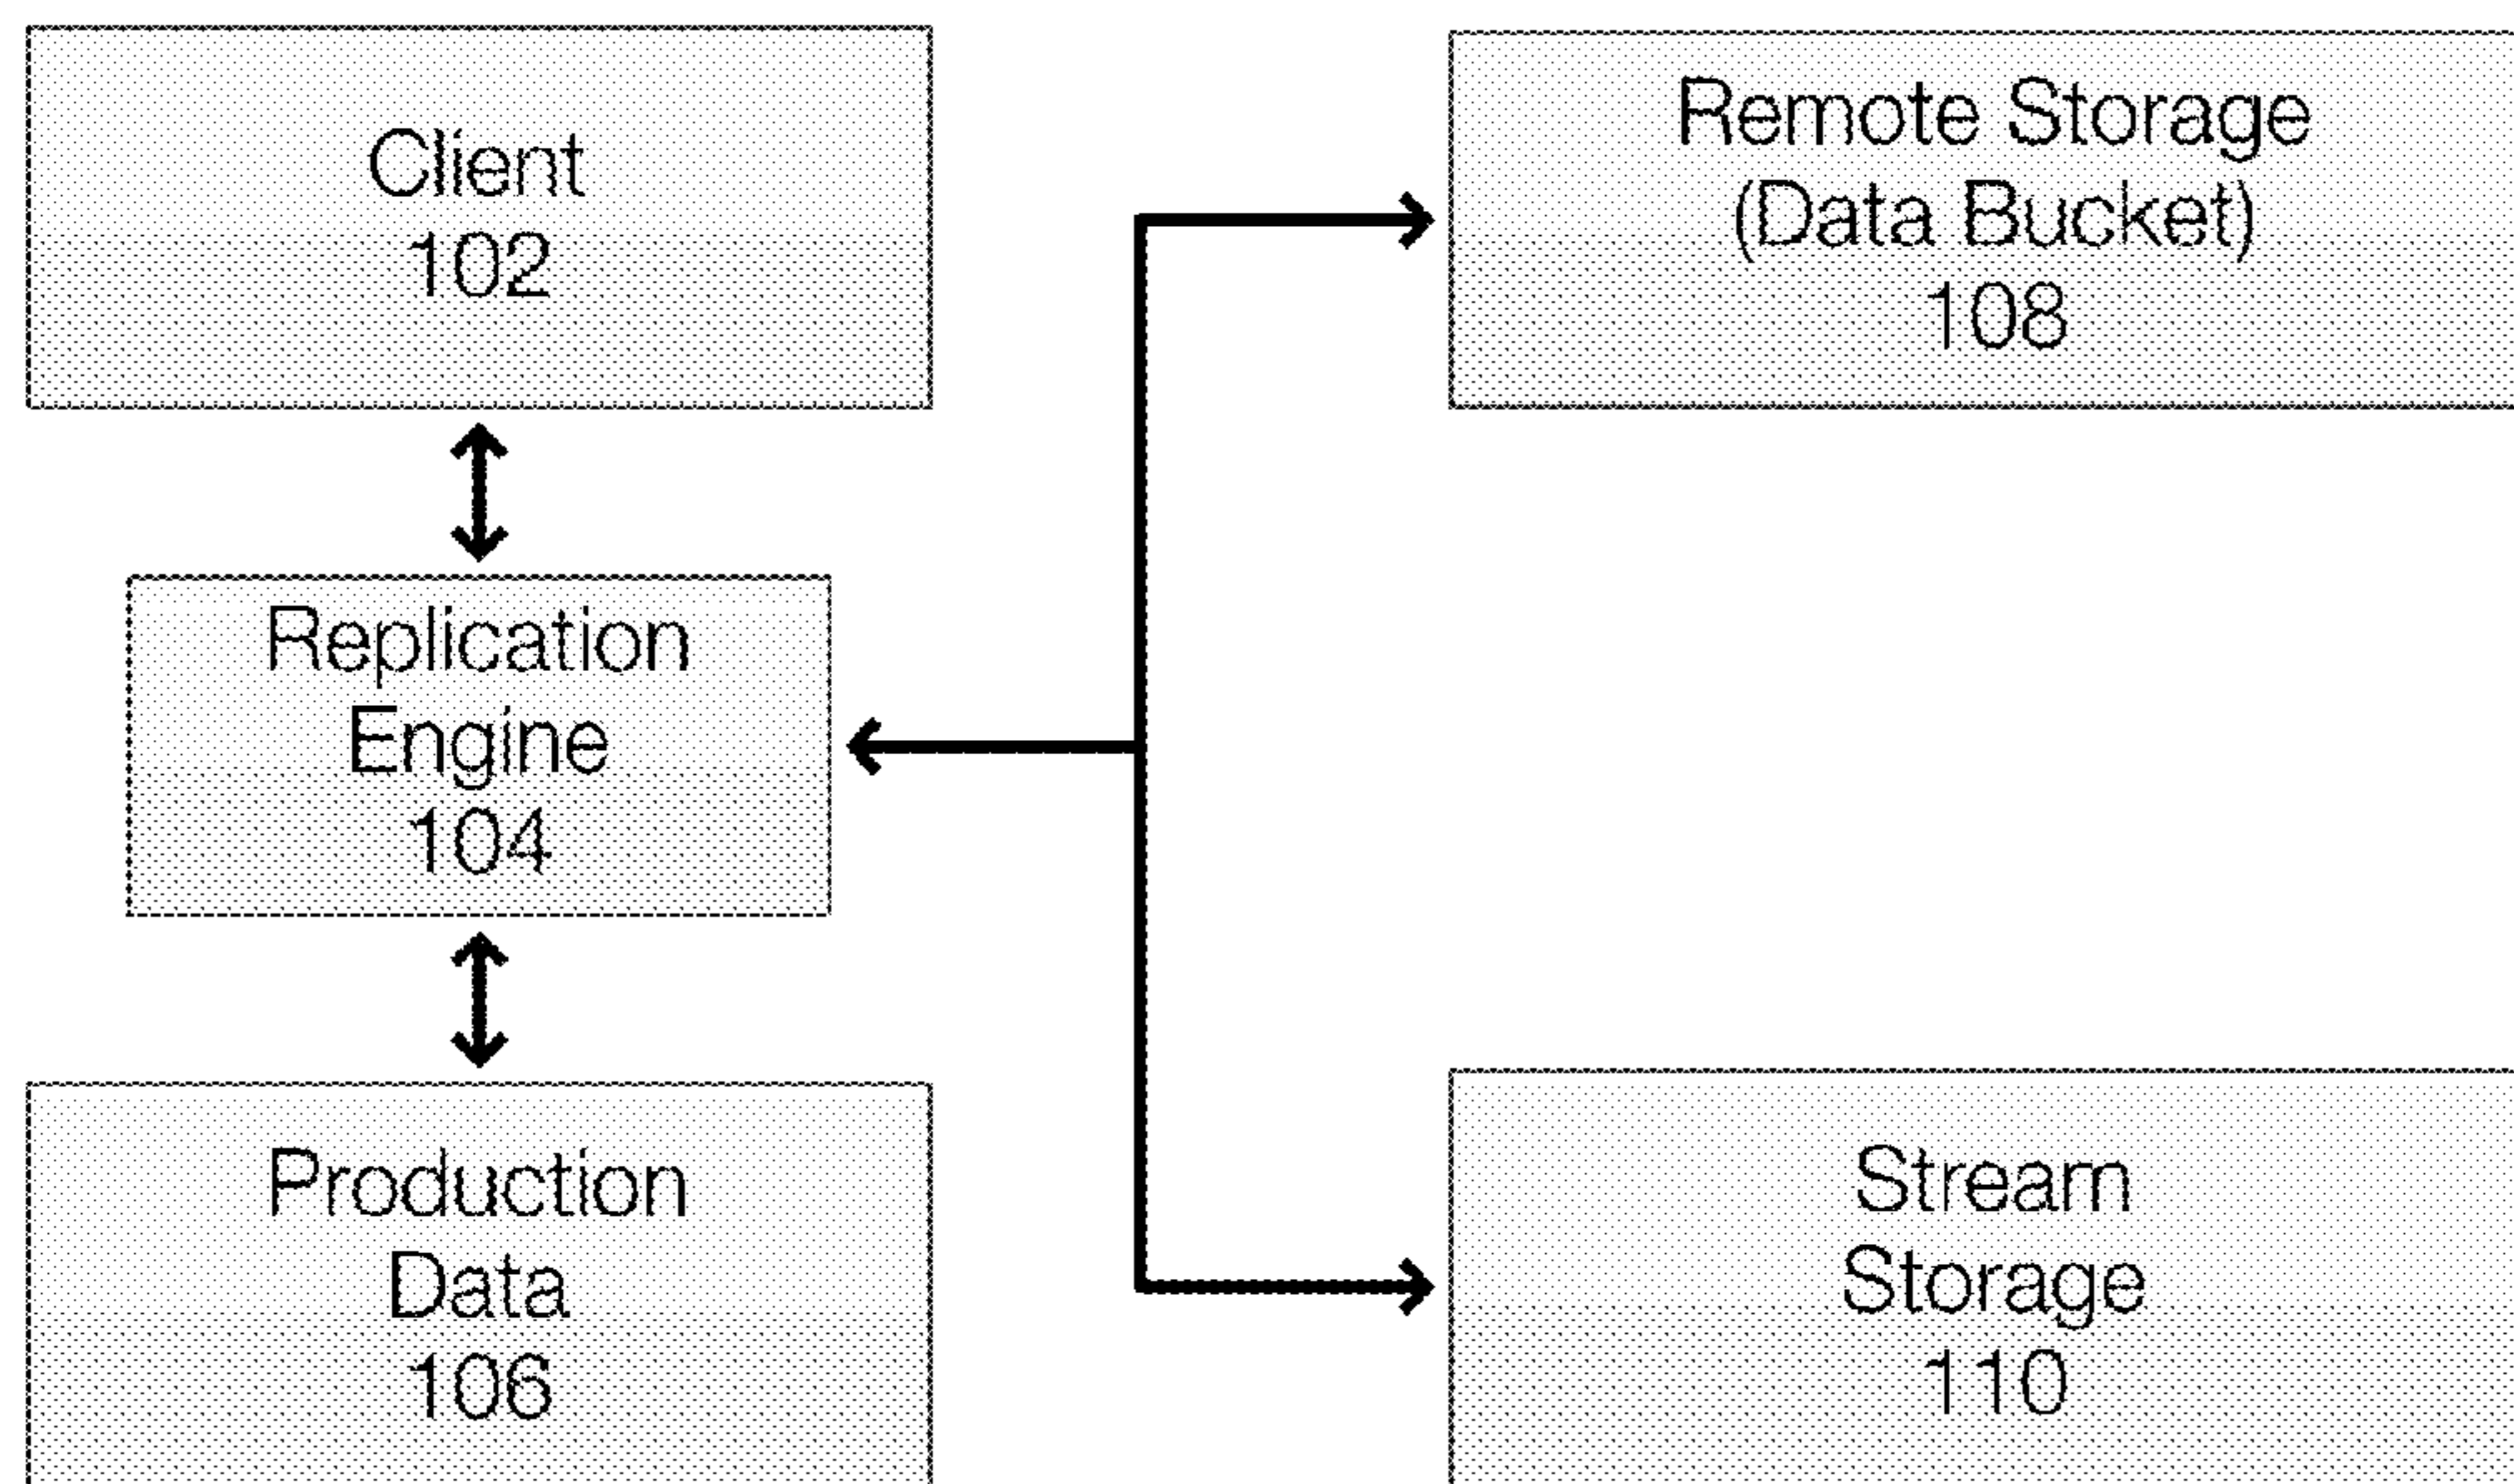 Client
102
Remote Storage
(Data Bucket)
108
Replication
Engine
104
Production
Data
106
Stream
Storage
110